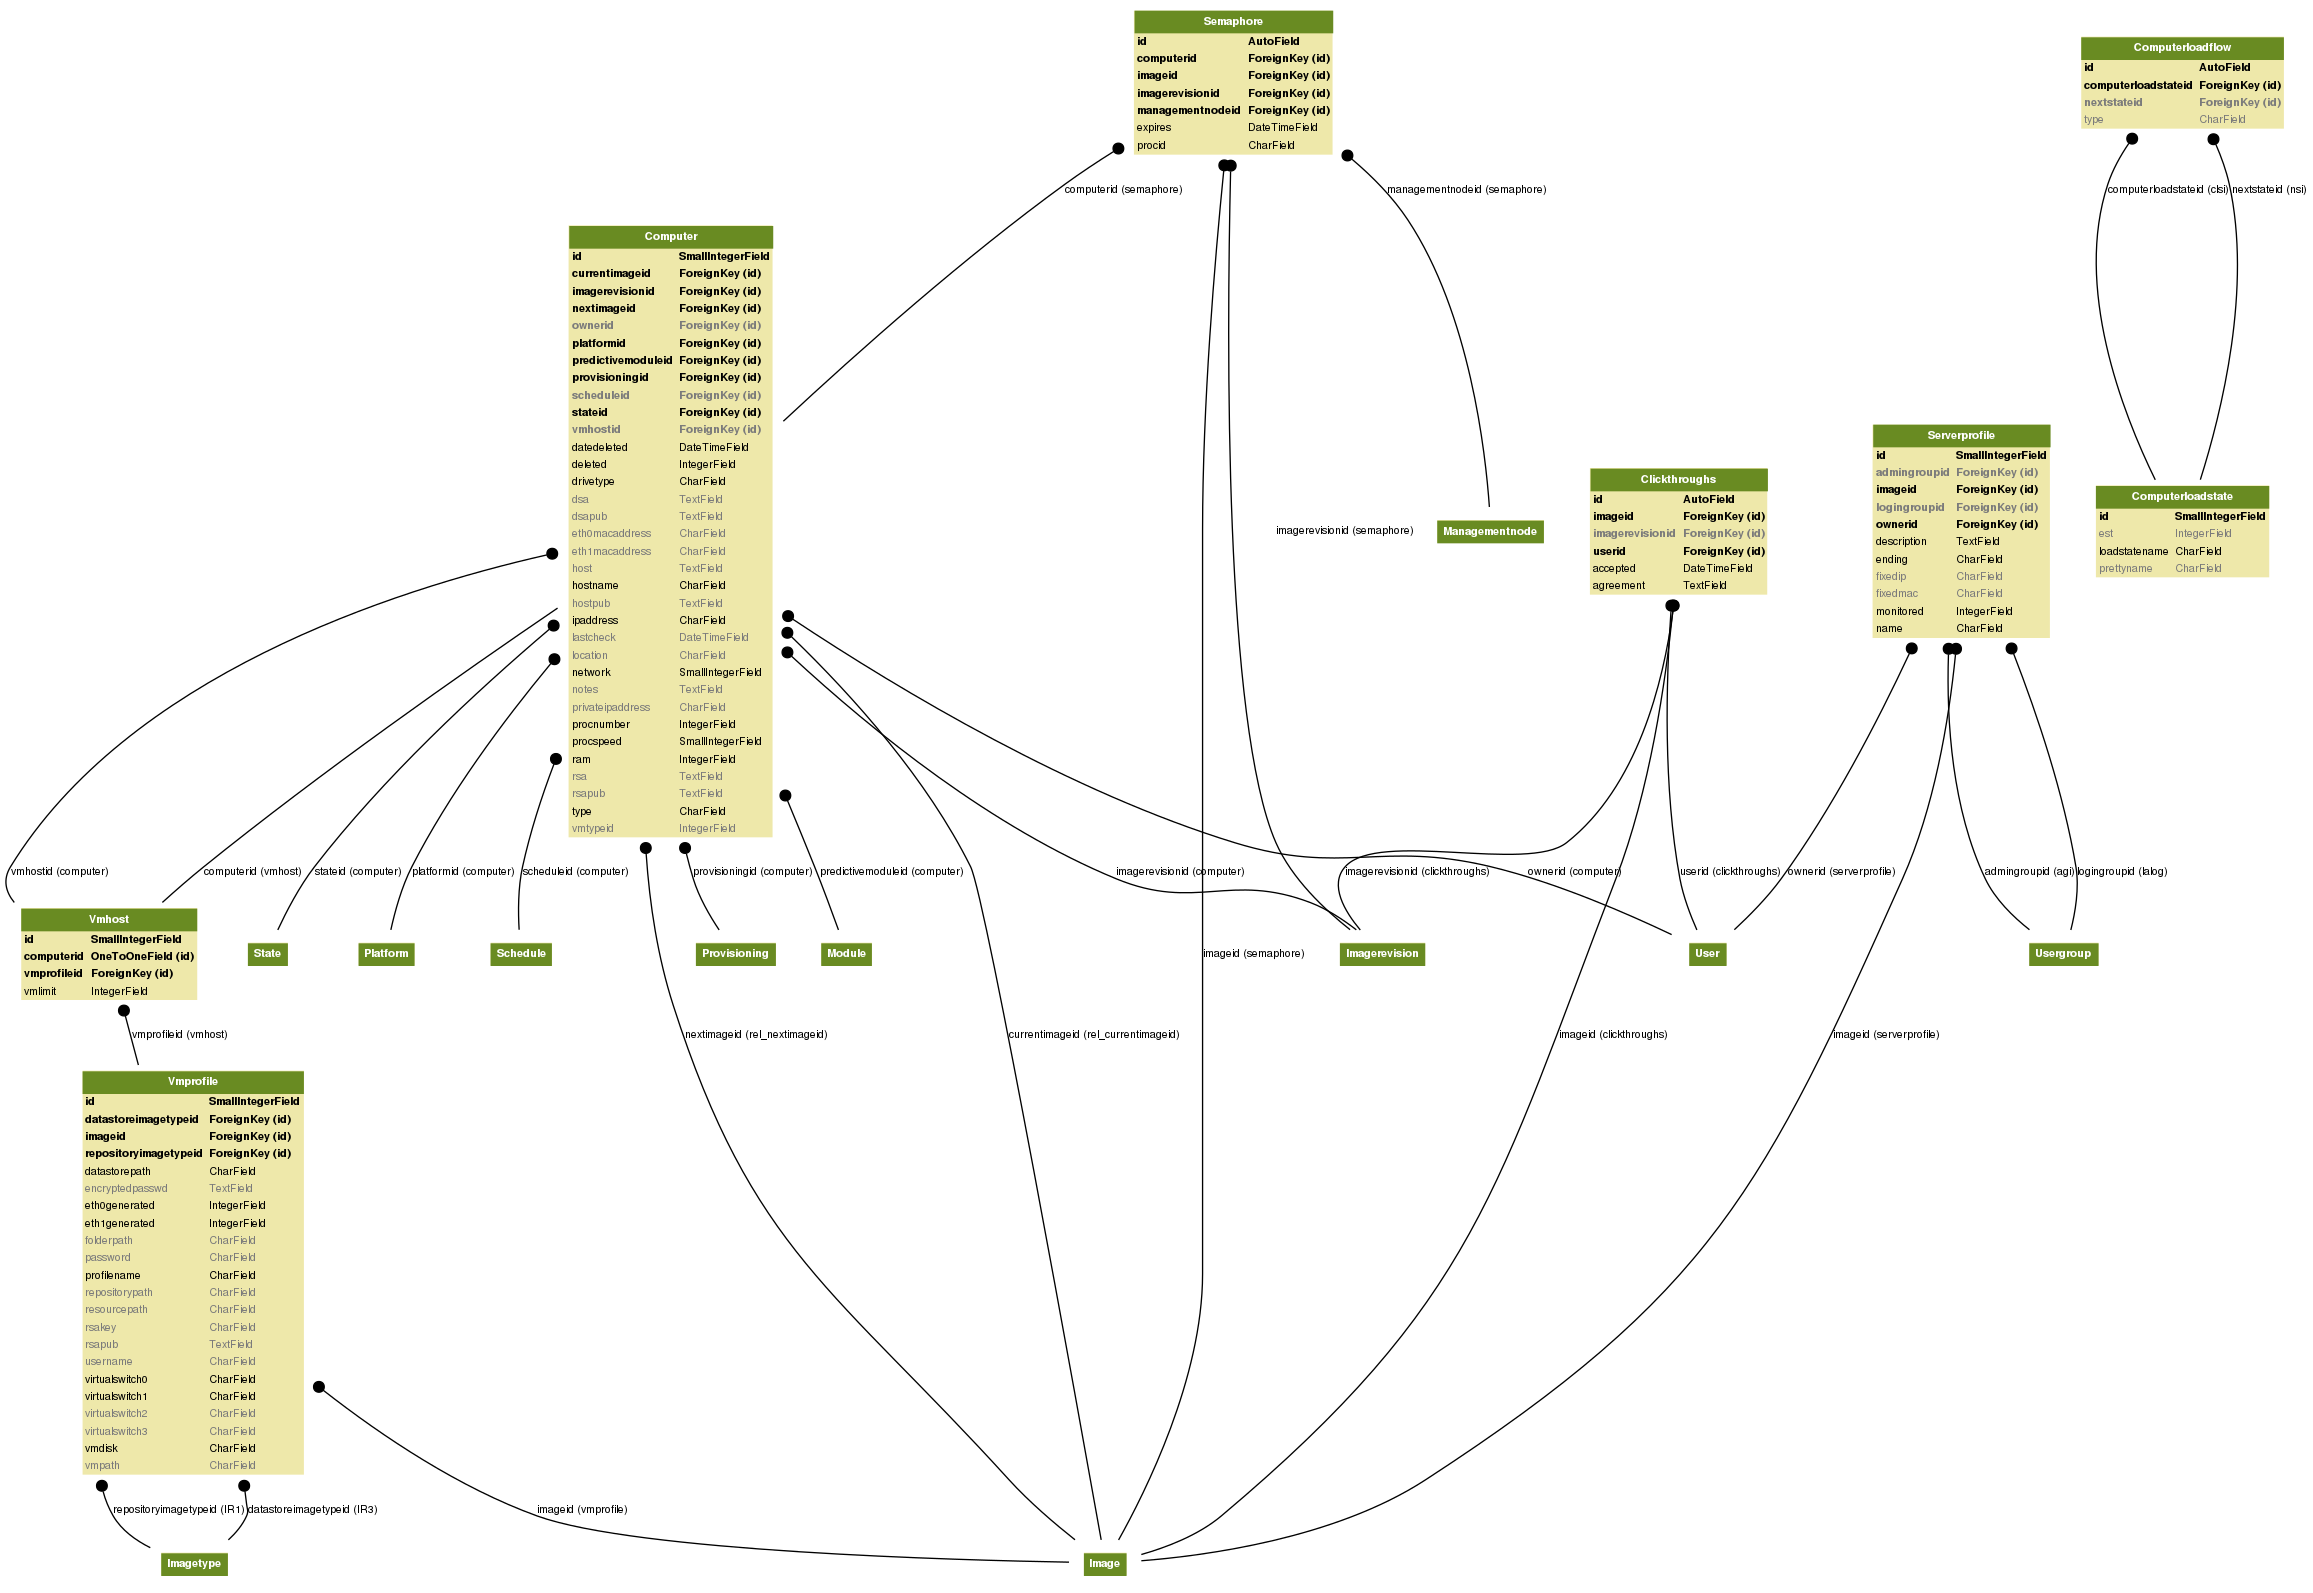 Semaphore
id AutoField
computerid ForeignKey (id)
imageid ForeignKey (id)
imagerevisionid ForeignKey (id)
managementnodeid ForeignKey (id)
expires DateTimeField
procid CharField
Computerloadflow
id AutoField
computerloadstateid ForeignKey (id)
nextstateid ForeignKey (id)
type CharField
computerid (semaphore)
managementnodeid (semaphore)
computerloadstateid (clsi)
nextstateid (nsi)
Computer
id SmallIntegerField
currentimageid ForeignKey (id)
imagerevisionid ForeignKey (id)
nextimageid ForeignKey (id)
ownerid ForeignKey (id)
platformid ForeignKey (id)
predictivemoduleid ForeignKey (id)
provisioningid ForeignKey (id)
scheduleid ForeignKey (id)
stateid ForeignKey (id)
vmhostid ForeignKey (id)
datedeleted DateTimeField
deleted IntegerField
drivetype CharField
dsa TextField
dsapub TextField
eth0macaddress CharField
eth1macaddress CharField
host TextField
hostname CharField
hostpub TextField
ipaddress CharField
lastcheck DateTimeField
location CharField
network SmallIntegerField
notes TextField
privateipaddress CharField
procnumber IntegerField
procspeed SmallIntegerField
ram IntegerField
rsa TextField
rsapub TextField
type CharField
vmtypeid IntegerField
imagerevisionid (semaphore)
Managementnode
Clickthroughs
id AutoField
imageid ForeignKey (id)
imagerevisionid ForeignKey (id)
userid ForeignKey (id)
accepted DateTimeField
agreement TextField
Serverprofile
id SmallIntegerField
admingroupid ForeignKey (id)
imageid ForeignKey (id)
logingroupid ForeignKey (id)
ownerid ForeignKey (id)
description TextField
ending CharField
fixedip CharField
fixedmac CharField
monitored IntegerField
name CharField
Computerloadstate
id SmallIntegerField
est IntegerField
loadstatename CharField
prettyname CharField
vmhostid (computer)
computerid (vmhost)
stateid (computer)
platformid (computer)
scheduleid (computer)
provisioningid (computer)
predictivemoduleid (computer)
imagerevisionid (computer)
imagerevisionid (clickthroughs)
ownerid (computer)
userid (clickthroughs)
ownerid (serverprofile)
admingroupid (agi)
logingroupid (lalog)
Vmhost
id SmallIntegerField
computerid OneToOneField (id)
vmprofileid ForeignKey (id)
vmlimit IntegerField
State
Platform
Schedule
Provisioning
Module
imageid (semaphore)
Imagerevision
User
Usergroup
vmprofileid (vmhost)
nextimageid (rel_nextimageid)
currentimageid (rel_currentimageid)
imageid (clickthroughs)
imageid (serverprofile)
Vmprofile
id SmallIntegerField
datastoreimagetypeid ForeignKey (id)
imageid ForeignKey (id)
repositoryimagetypeid ForeignKey (id)
datastorepath CharField
encryptedpasswd TextField
eth0generated IntegerField
eth1generated IntegerField
folderpath CharField
password CharField
profilename CharField
repositorypath CharField
resourcepath CharField
rsakey CharField
rsapub TextField
username CharField
virtualswitch0 CharField
virtualswitch1 CharField
virtualswitch2 CharField
virtualswitch3 CharField
vmdisk CharField
vmpath CharField
repositoryimagetypeid (IR1)
datastoreimagetypeid (IR3)
imageid (vmprofile)
Imagetype
Image